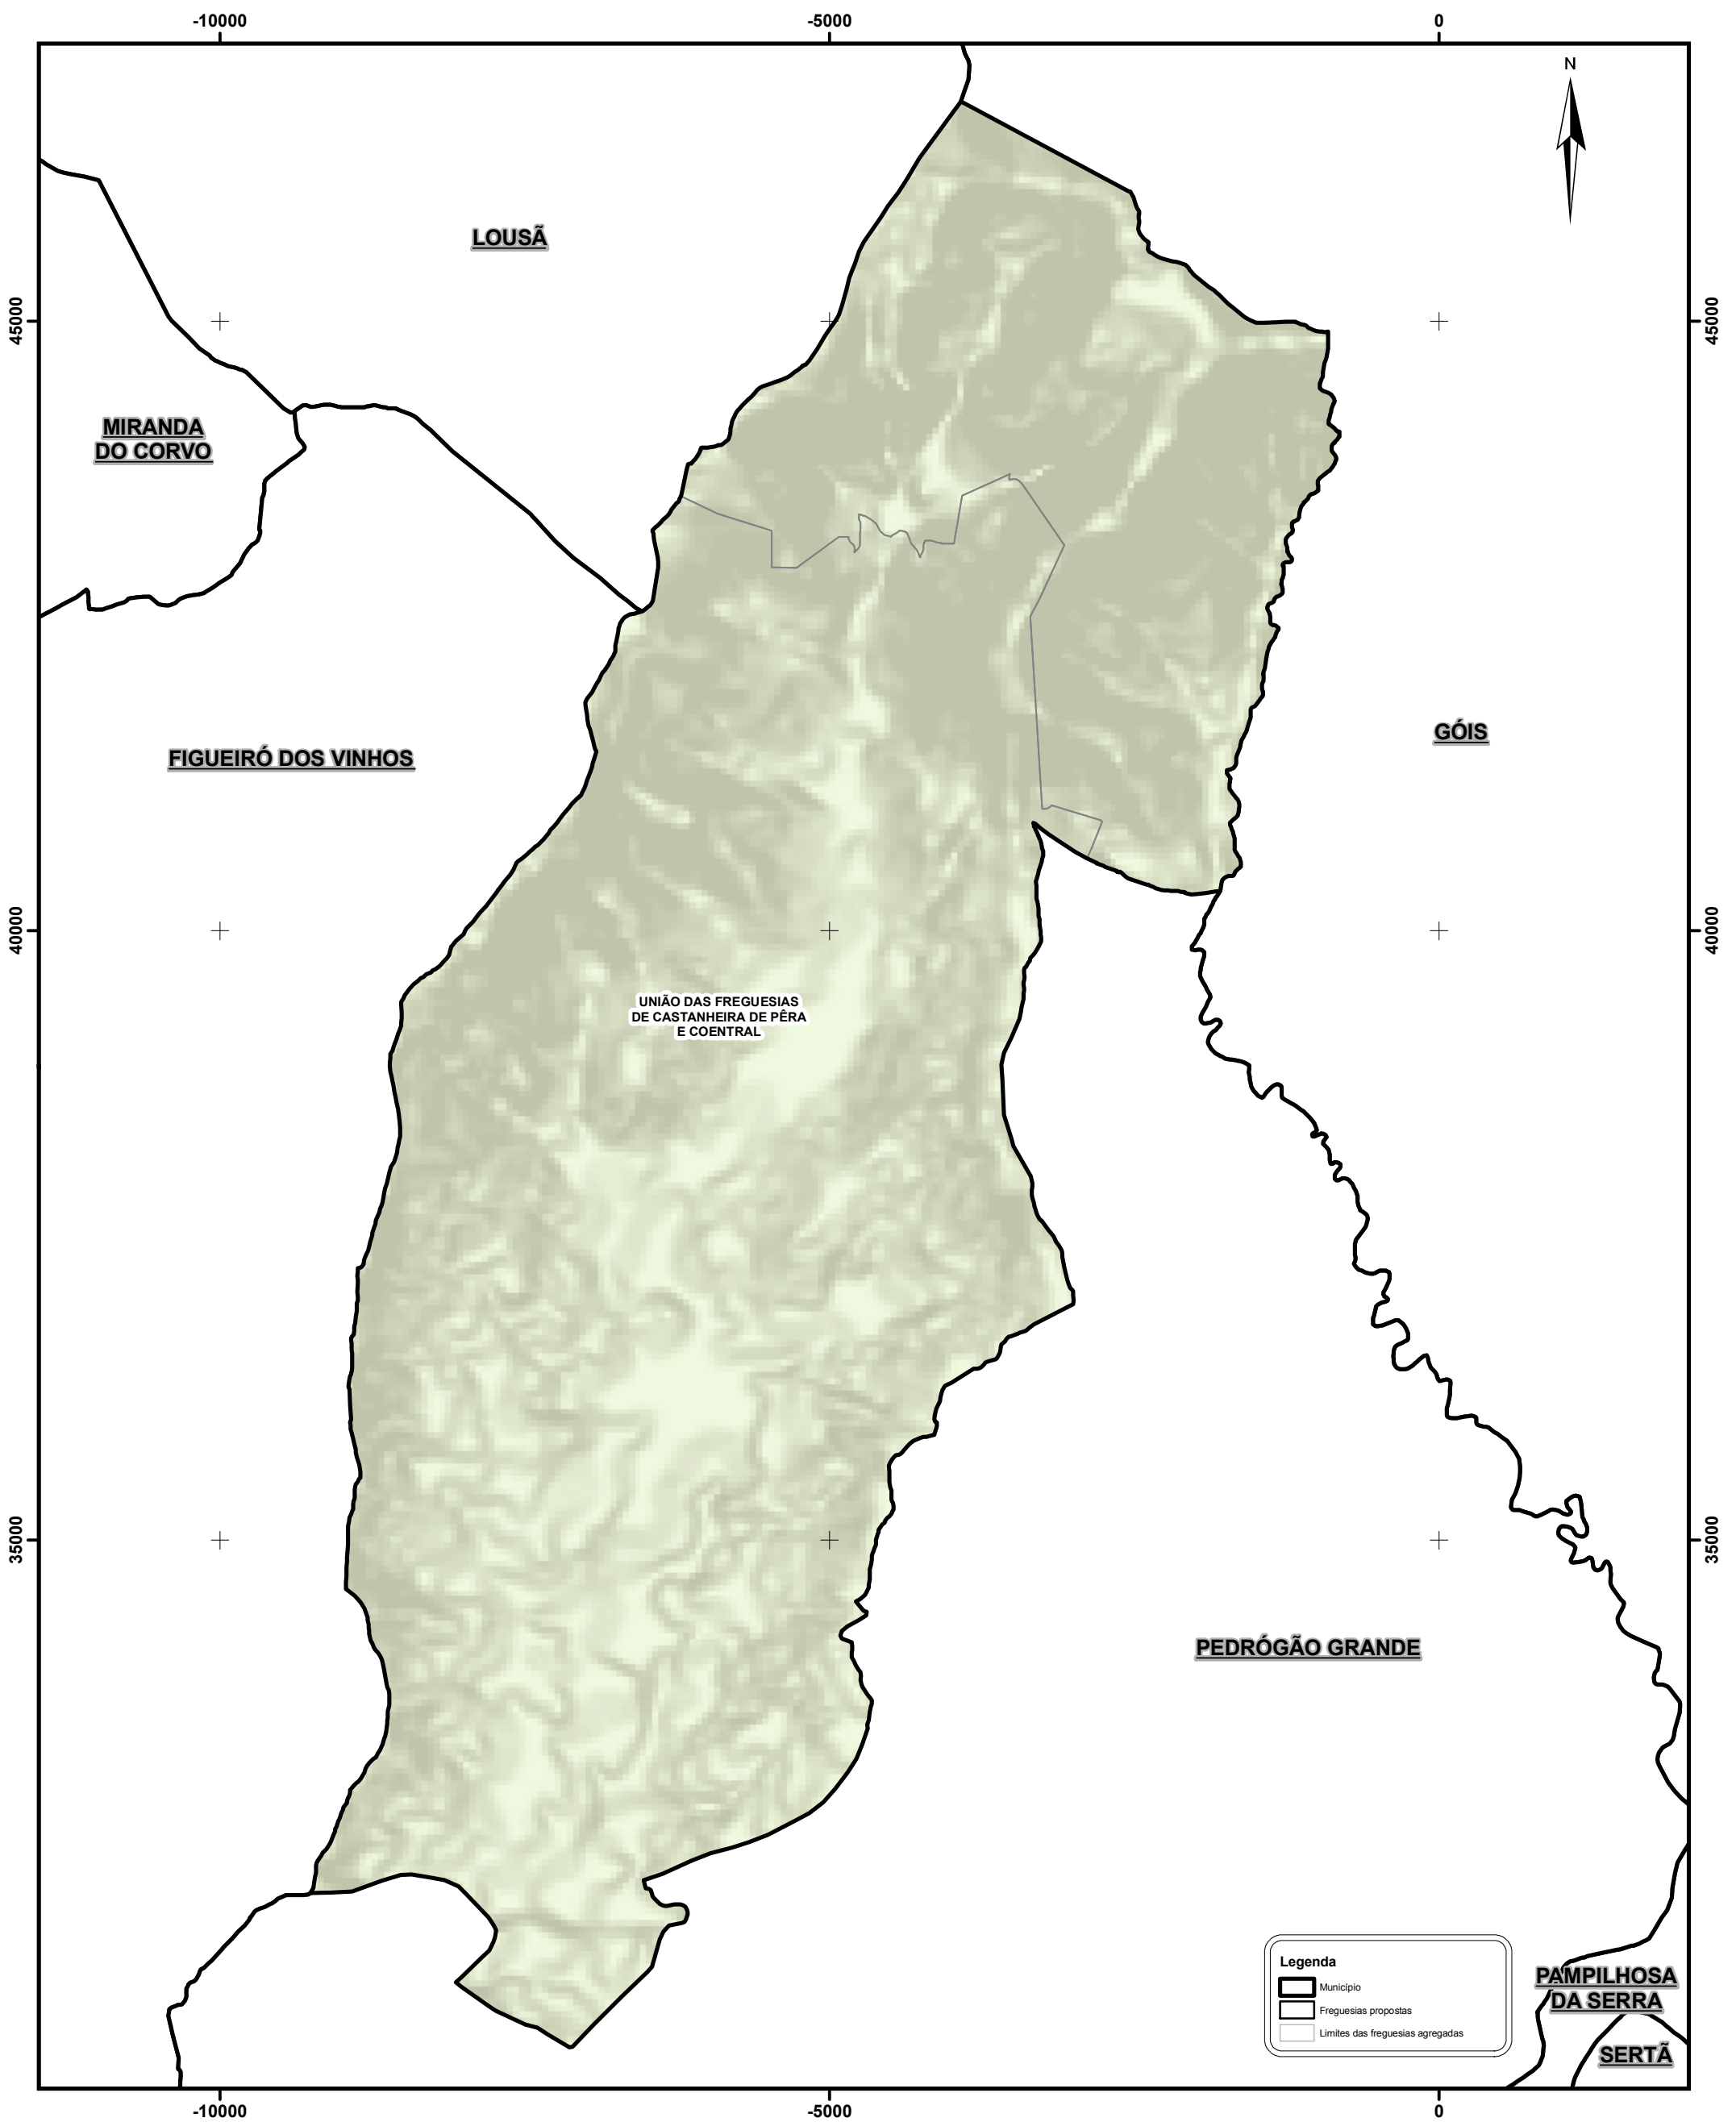 -10000
-5000
0
N
LOUSÃ
45000
45000
MIRANDA
DO CORVO
GÓIS
FIGUEIRÓ DOS VINHOS
40000
40000
UNIÃO DAS FREGUESIAS
DE CASTANHEIRA DE PÊRA
E COENTRAL
35000
35000
PEDRÓGÃO GRANDE
Legenda
Município
Freguesias propostas
Limites das freguesias agregadas
PAMPILHOSA
DA SERRA
SERTÃ
-10000
-5000
0